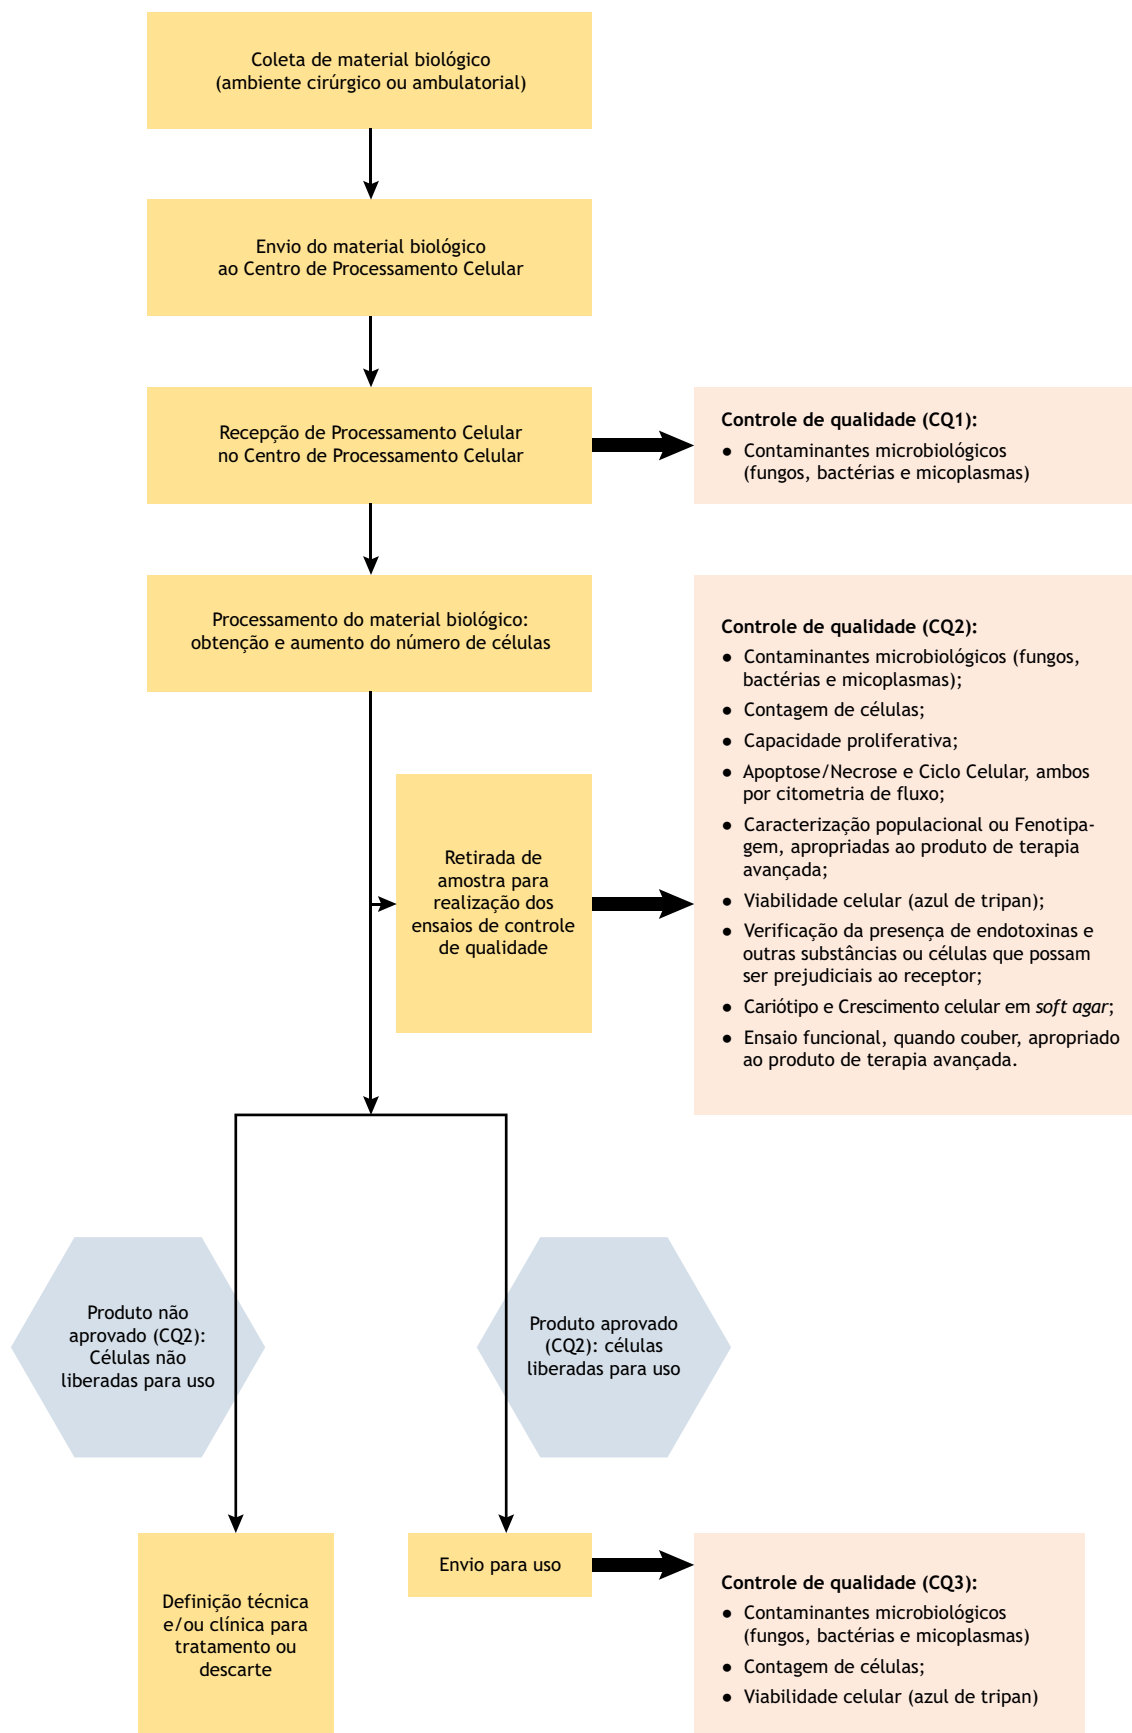 Coleta de material biológico
(ambiente cirúrgico ou ambulatorial)
Envio do material biológico
ao Centro de Processamento Celular
Recepção de Processamento Celular
no Centro de Processamento Celular
Controle de qualidade (CQ1):
● Contaminantes microbiológicos
(fungos, bactérias e micoplasmas)
Processamento do material biológico:
obtenção e aumento do número de células
Retirada de
amostra para
realização dos
ensaios de controle
de qualidade
Controle de qualidade (CQ2):
● Contaminantes microbiológicos (fungos,
bactérias e micoplasmas);
● Contagem de células;
● Capacidade proliferativa;
● Apoptose/Necrose e Ciclo Celular, ambos
por citometria de fluxo;
● Caracterização populacional ou Fenotipa-
gem, apropriadas ao produto de terapia
avançada;
● Viabilidade celular (azul de tripan);
● Verificação da presença de endotoxinas e
outras substâncias ou células que possam
ser prejudiciais ao receptor;
● Cariótipo e Crescimento celular em soft agar;
● Ensaio funcional, quando couber, apropriado
ao produto de terapia avançada.
Produto não
aprovado (CQ2):
Células não
liberadas para uso
Produto aprovado
(CQ2): células
liberadas para uso
Definição técnica
e/ou clínica para
tratamento ou
descarte
Envio para uso
Controle de qualidade (CQ3):
● Contaminantes microbiológicos
(fungos, bactérias e micoplasmas)
● Contagem de células;
● Viabilidade celular (azul de tripan)